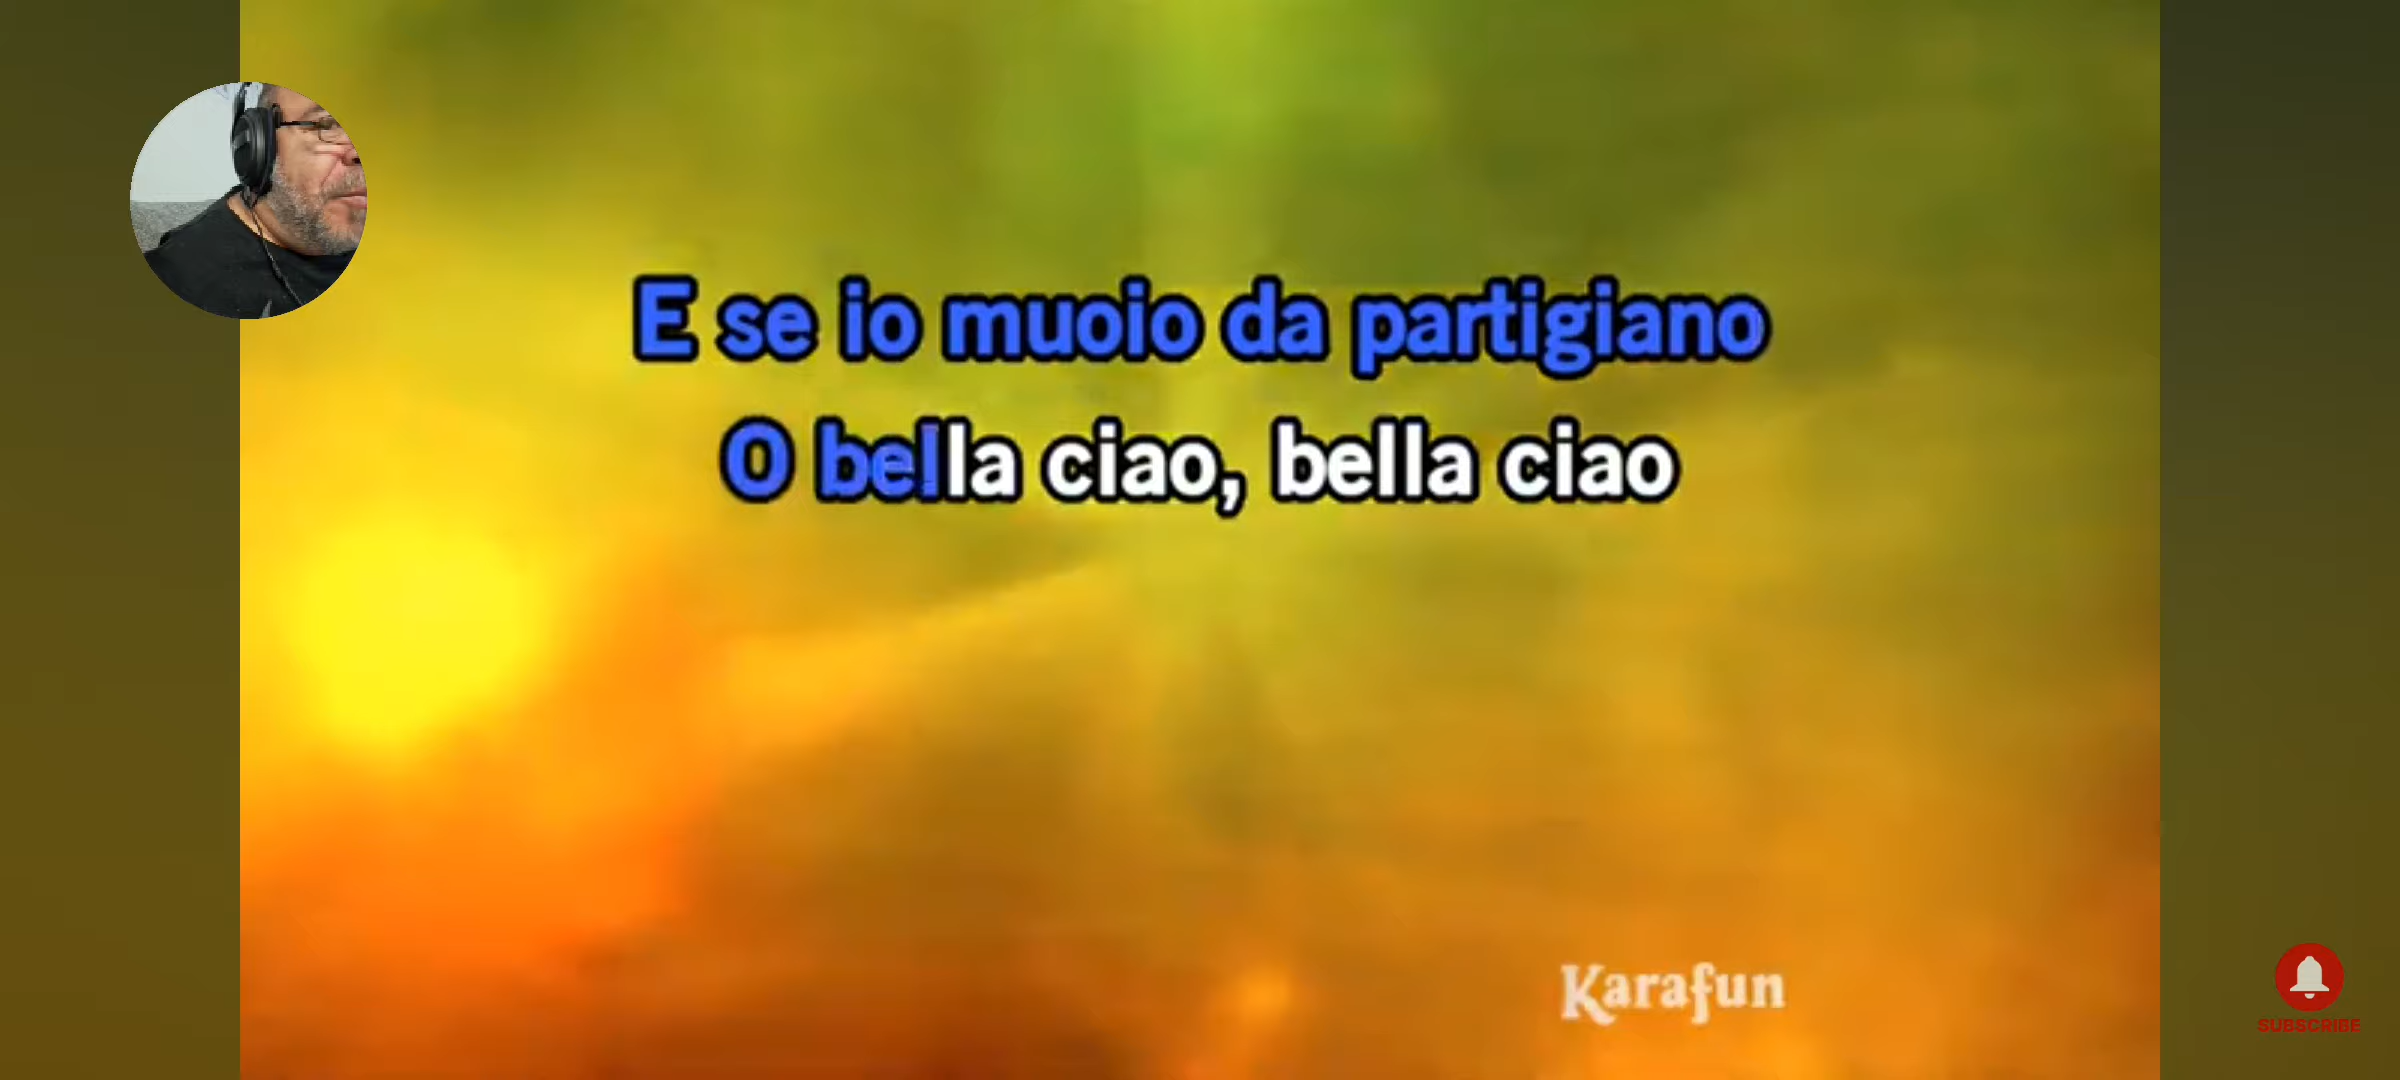 E se io muoio da partigiano
O bella ciao, bella ciao
Karafun
SUBSCRIBE